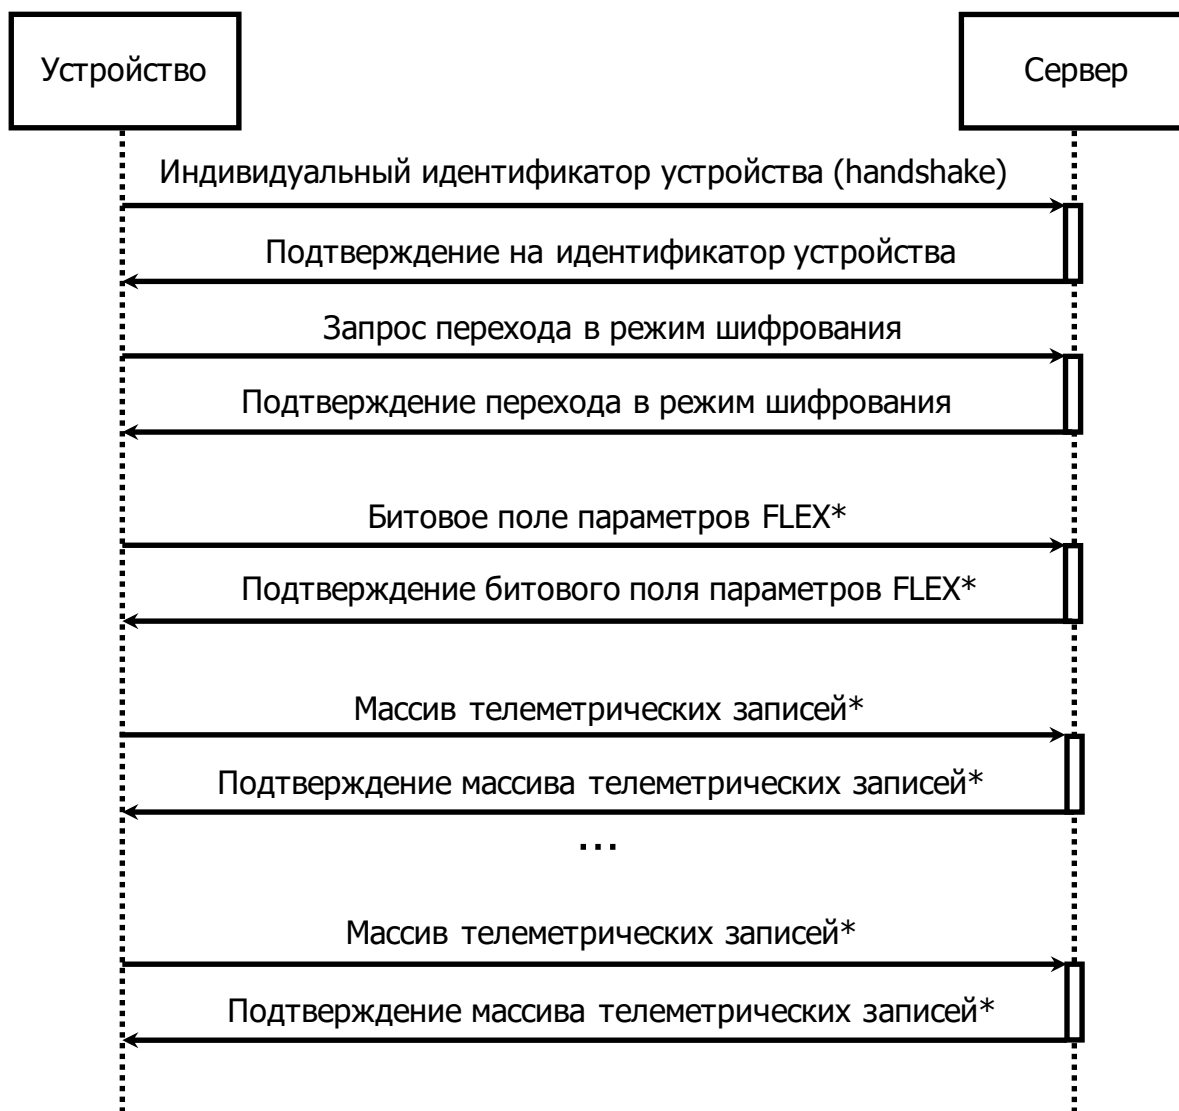 Устройство
Сервер
Индивидуальный идентификатор устройства (handshake)
Подтверждение на идентификатор устройства
Запрос перехода в режим шифрования
Подтверждение перехода в режим шифрования
Битовое поле параметров FLEX*
Подтверждение битового поля параметров FLEX*
Массив телеметрических записей*
Подтверждение массива телеметрических записей*
...
Массив телеметрических записей*
Подтверждение массива телеметрических записей*